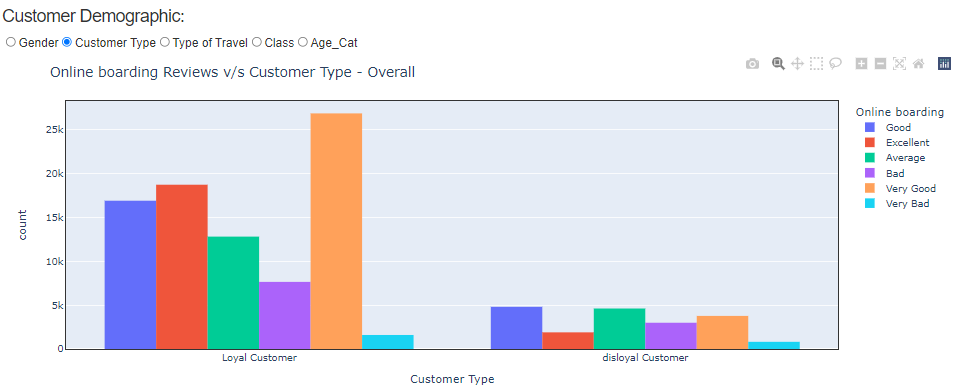 Customer Demographic:
Gender Customer Type Type of Travel Class Age_Cat
Online boarding Reviews v/s Customer Type - Overall
Online boarding
Good
Excellent
Average
Bad
Very Good
Very Bad
count
25k
20k
15k
10k
5k
0
Loyal Customer disloyal Customer
Customer Type